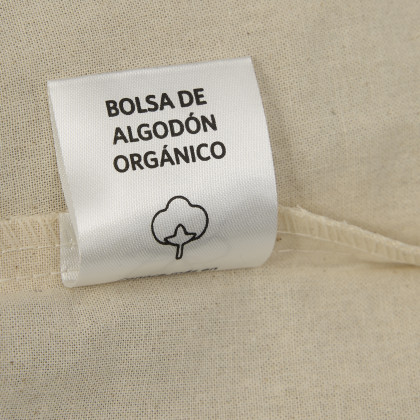 BOLSA DE
ALGODÓN
ORGÁNICO